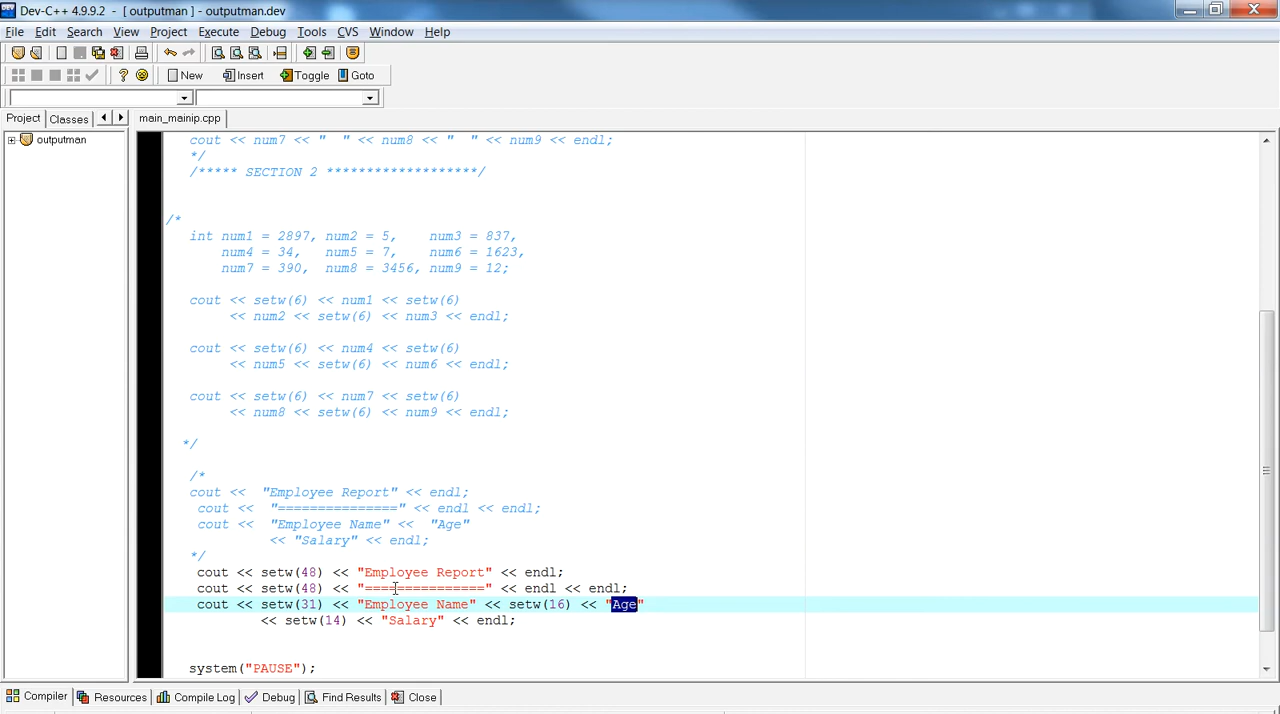 Dev-C++ 4.9.9.2 - [ outputman ] - outputman.dev
File Edit Search View Project Execute Debug Tools CVS Window Help
New Insert Toggle Goto
Project Classes main_mainip.cpp
outputman
cout << num7 << "  " << num8 << "  " << num9 << endl;
*/
/***** SECTION 2 *******************/
/*
int num1 = 2897, num2 = 5,    num3 = 837,
num4 = 34,   num5 = 7,    num6 = 1623,
num7 = 390,  num8 = 3456, num9 = 12;
cout << setw(6) << num1 << setw(6)
<< num2 << setw(6) << num3 << endl;
cout << setw(6) << num4 << setw(6)
<< num5 << setw(6) << num6 << endl;
cout << setw(6) << num7 << setw(6)
<< num8 << setw(6) << num9 << endl;
*/
/*
cout <<  "Employee Report" << endl;
cout <<  "===============" << endl << endl;
cout <<  "Employee Name" <<  "Age"
<< "Salary" << endl;
*/
cout << setw(48) << "Employee Report" << endl;
cout << setw(48) << "===============" << endl << endl;
cout << setw(31) << "Employee Name" << setw(16) << "Age"
<< setw(14) << "Salary" << endl;
system("PAUSE");
Compiler Resources Compile Log Debug Find Results Close